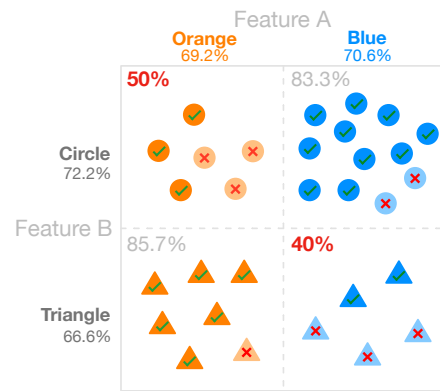 Feature A
Orange
69.2%
Blue
70.6%
50%
83.3%
Circle
72.2%
Feature B
85.7%
40%
Triangle
66.6%